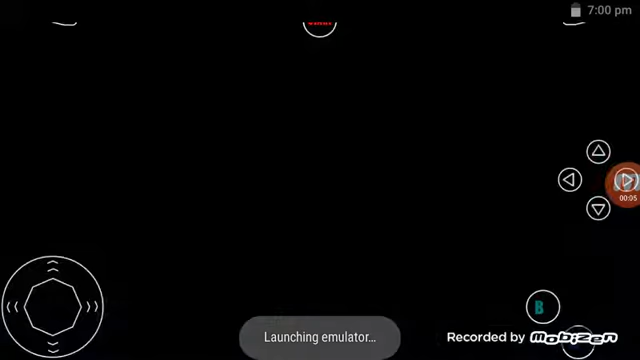 7:00 pm
00:05
B
Launching emulator...
Recorded by MOBIZEN